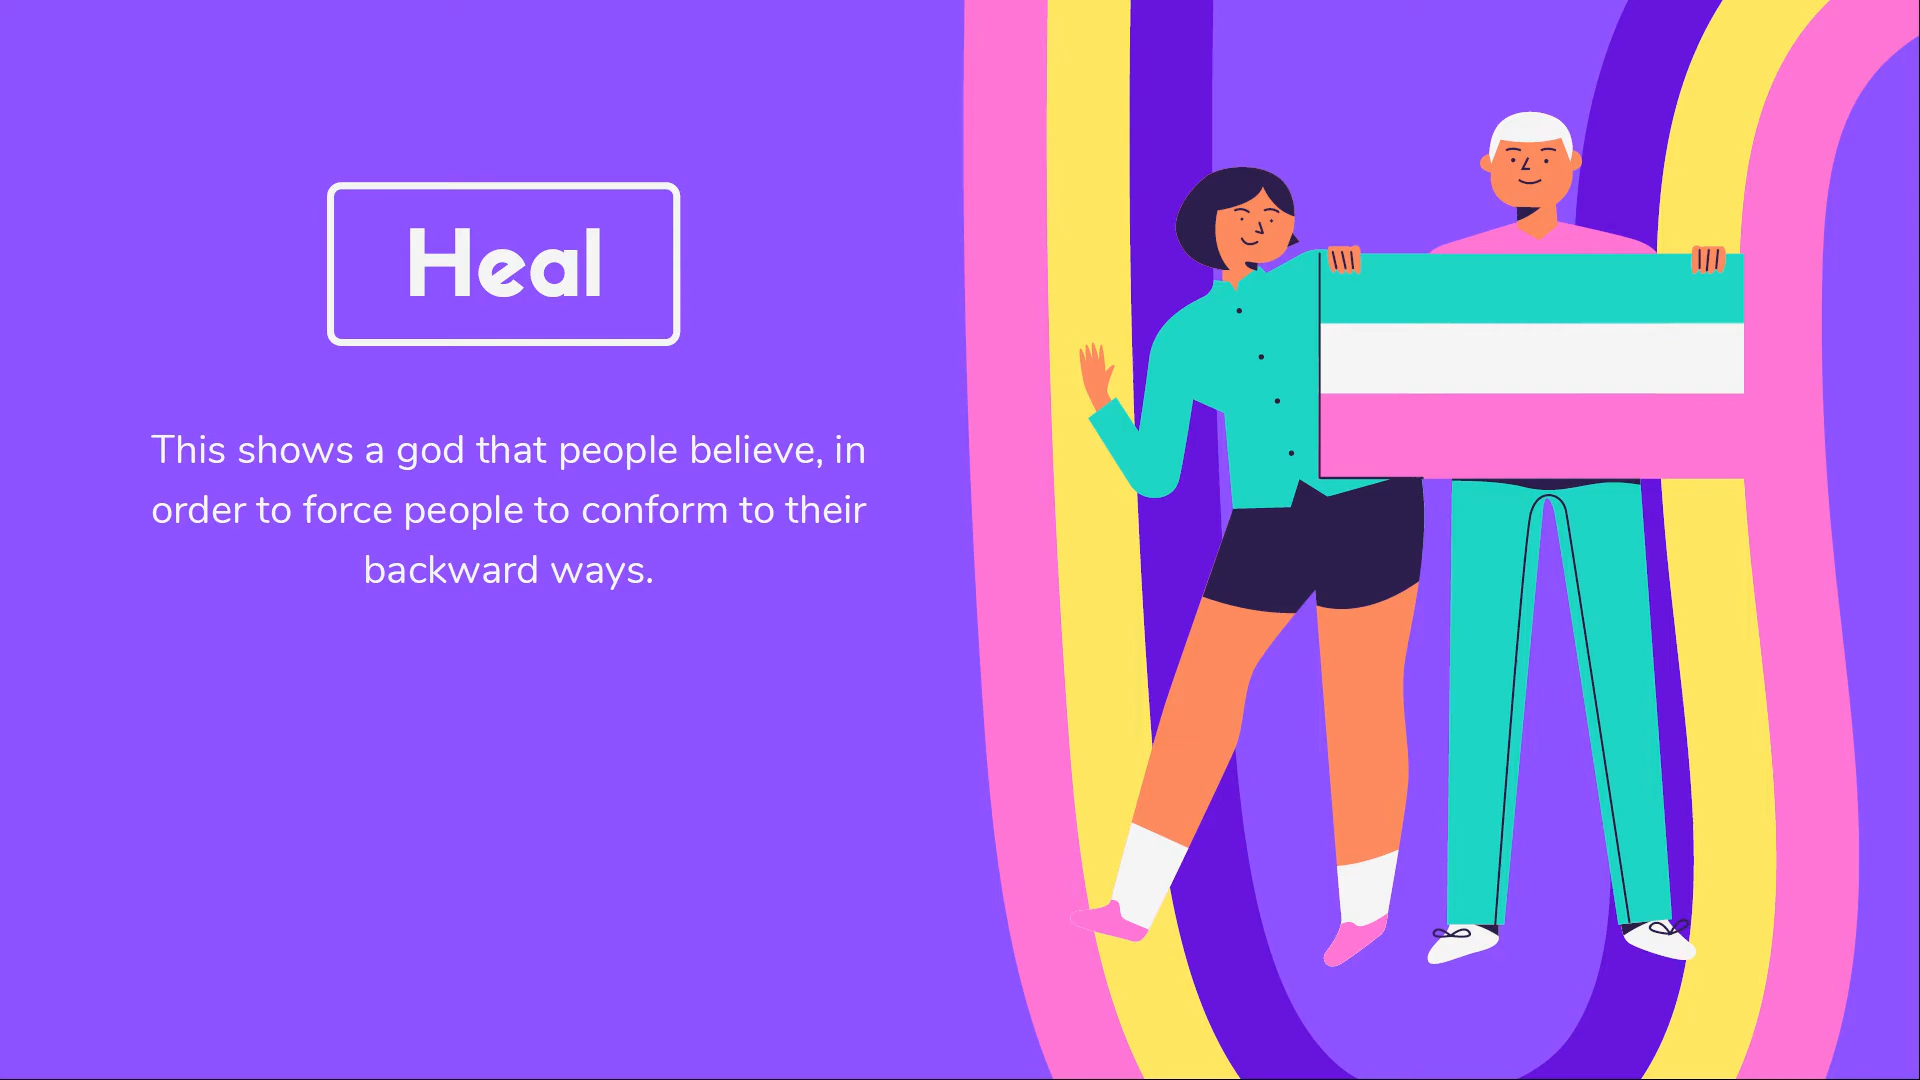 Heal
This shows a god that people believe, in
order to force people to conform to their
backward ways.